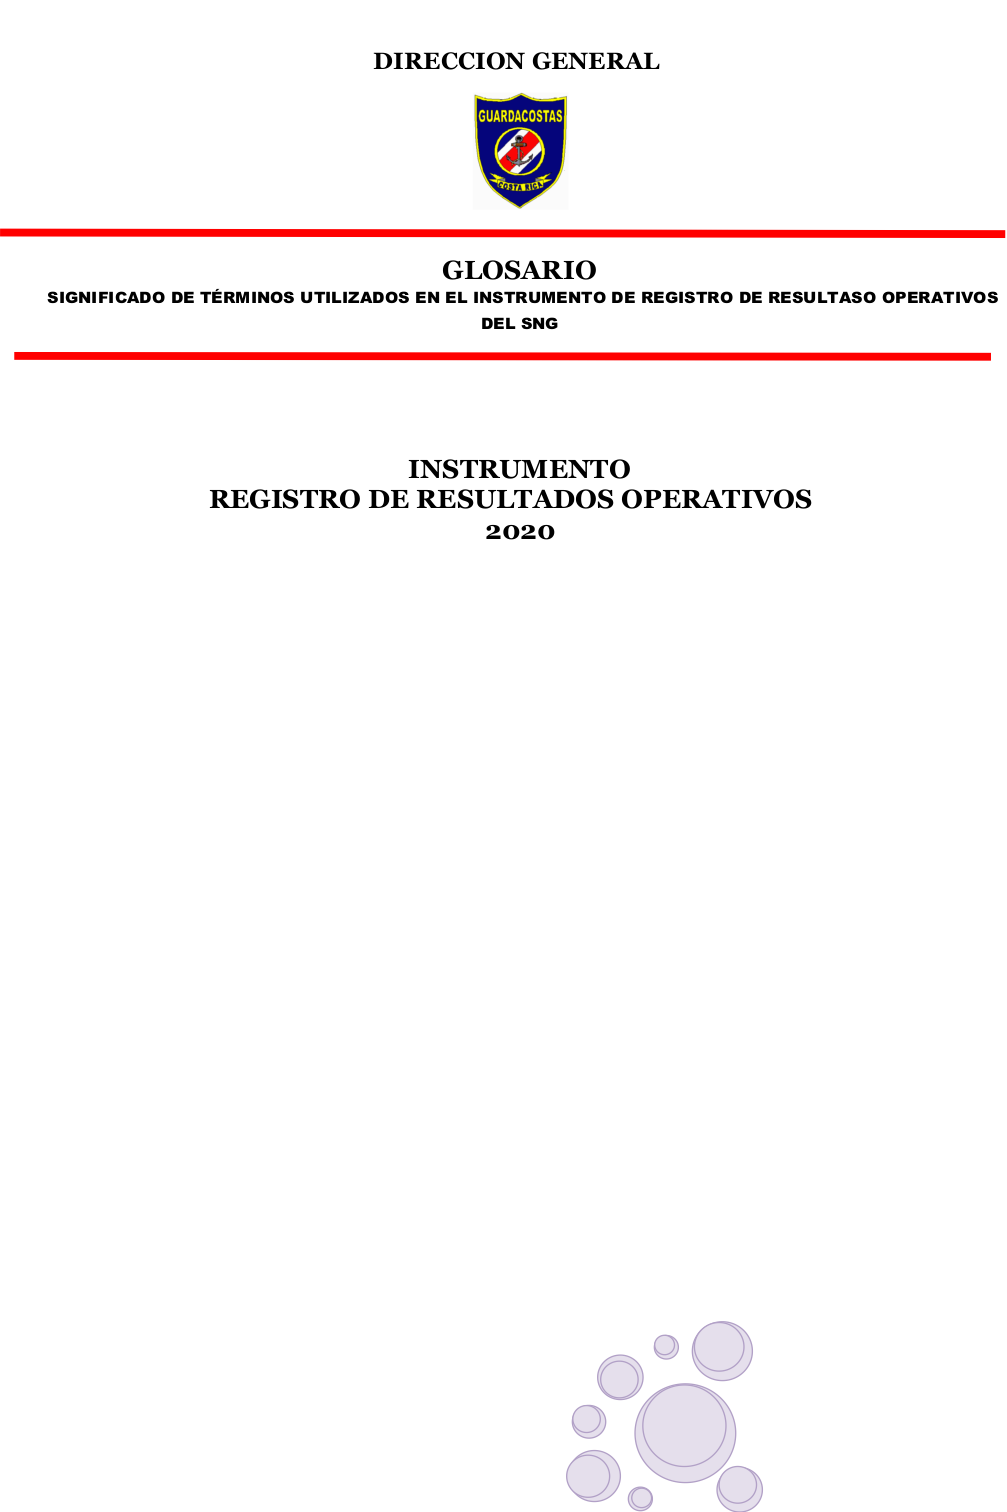 DIRECCION GENERAL
GUARDACOSTAS
COSTA RICA
GLOSARIO
SIGNIFICADO DE TÉRMINOS UTILIZADOS EN EL INSTRUMENTO DE REGISTRO DE RESULTASO OPERATIVOS
DEL SNG
INSTRUMENTO
REGISTRO DE RESULTADOS OPERATIVOS
2020